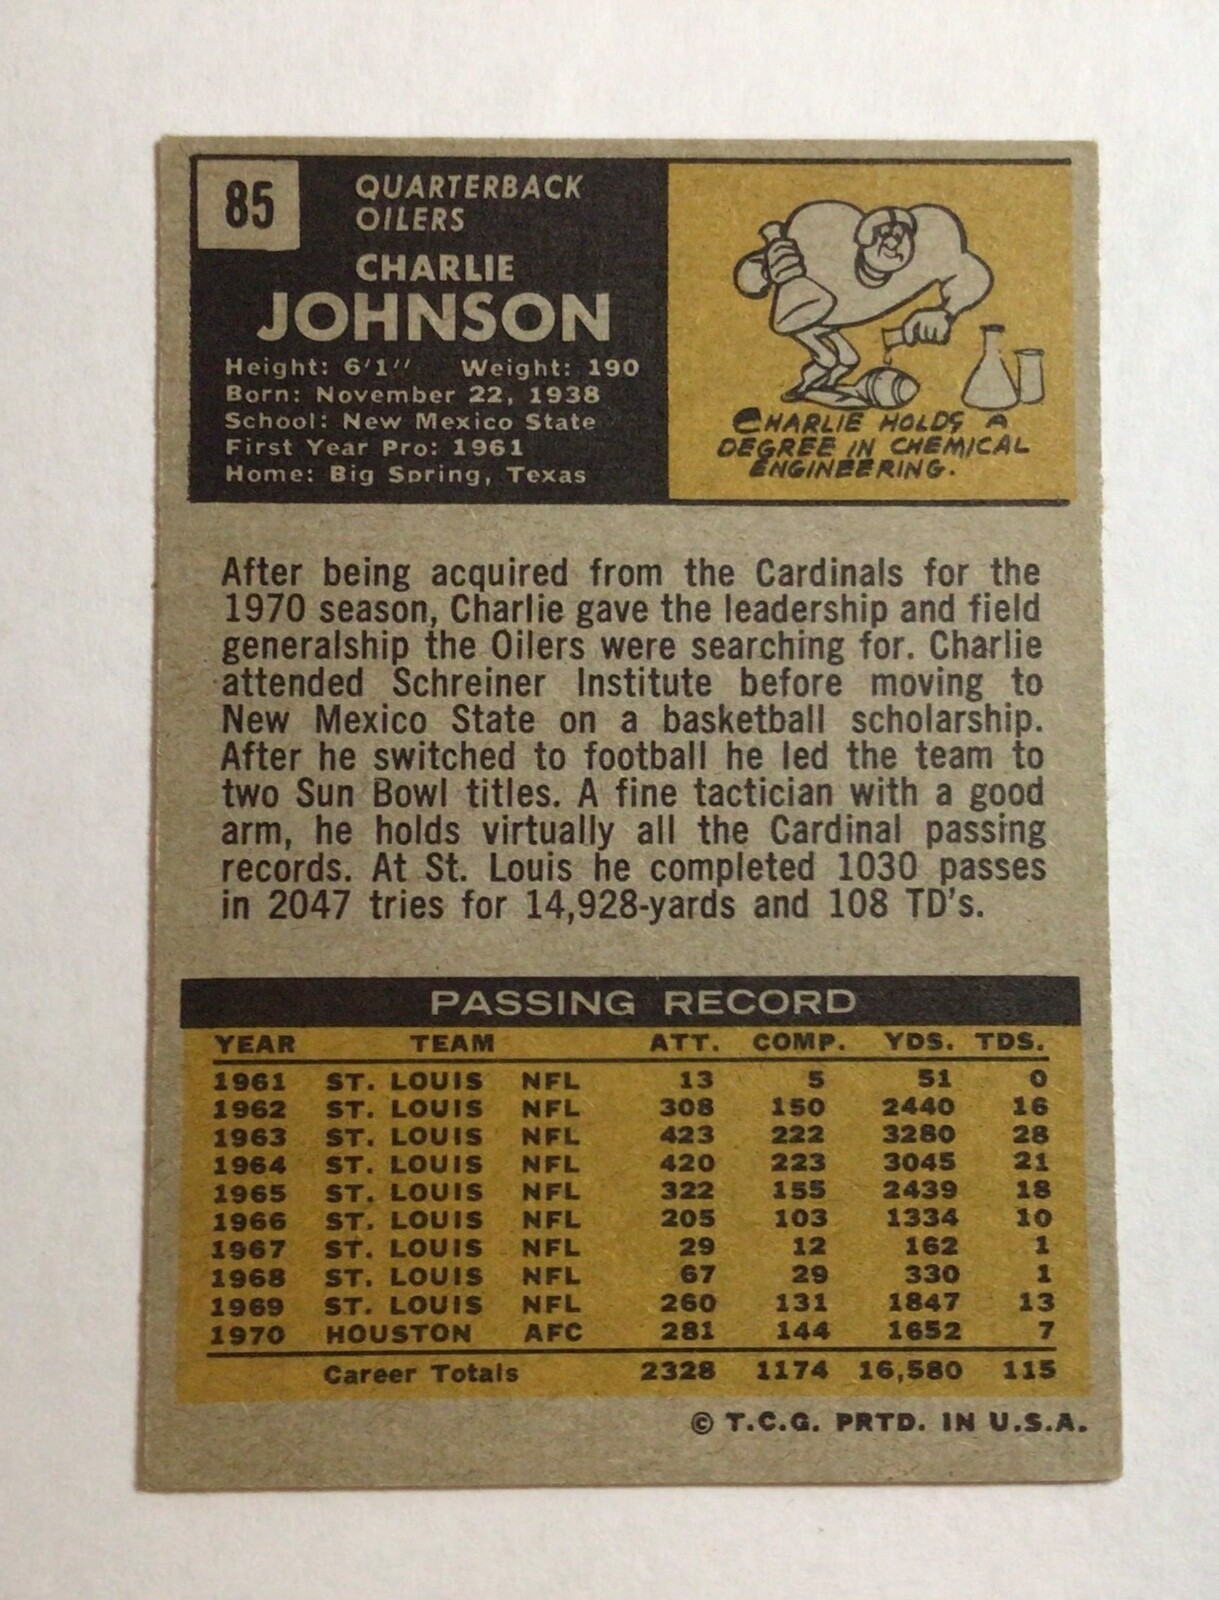 85
QUARTERBACK
OILERS
CHARLIE
JOHNSON
Height: 6'1" Weight: 190
Born: November 22, 1938
School: New Mexico State
First Year Pro: 1961
Home: Big Spring, Texas
CHARLIE HOLDS A
DEGREE IN CHEMICAL
ENGINEERING.
After being acquired from the Cardinals for the
1970 season, Charlie gave the leadership and field
generalship the Oilers were searching for. Charlie
attended Schreiner Institute before moving to
New Mexico State on a basketball scholarship.
After he switched to football he led the team to
two Sun Bowl titles. A fine tactician with a good
arm, he holds virtually all the Cardinal passing
records. At St. Louis he completed 1030 passes
in 2047 tries for 14,928-yards and 108 TD's.
PASSING RECORD
YEAR TEAM ATT. COMP. YDS. TDS.
1961 ST. LOUIS NFL 13 5 51 0
1962 ST. LOUIS NFL 308 150 2440 16
1963 ST. LOUIS NFL 423 222 3280 28
1964 ST. LOUIS NFL 420 223 3045 21
1965 ST. LOUIS NFL 322 155 2439 18
1966 ST. LOUIS NFL 205 103 1334 10
1967 ST. LOUIS NFL 29 12 162 1
1968 ST. LOUIS NFL 67 29 330 1
1969 ST. LOUIS NFL 260 131 1847 13
1970 HOUSTON AFC 281 144 1652 7
Career Totals 2328 1174 16,580 115
© T.C.G. PRTD. IN U.S.A.